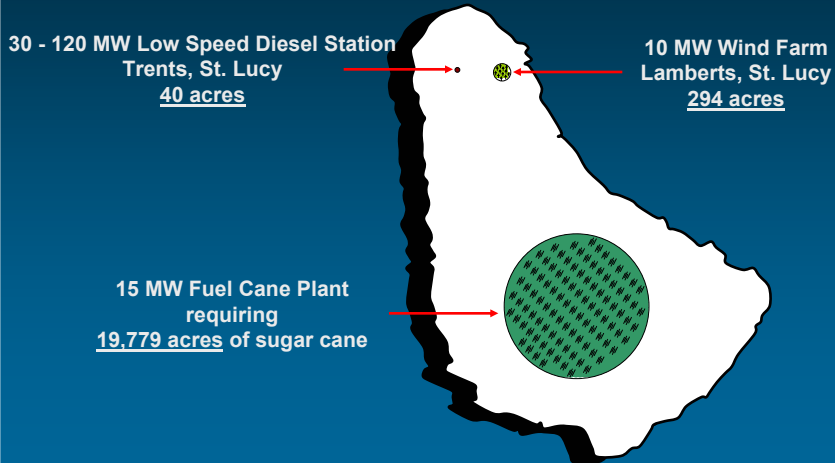 30 - 120 MW Low Speed Diesel Station
Trents, St. Lucy
40 acres
10 MW Wind Farm
Lamberts, St. Lucy
294 acres
15 MW Fuel Cane Plant
requiring
19,779 acres of sugar cane